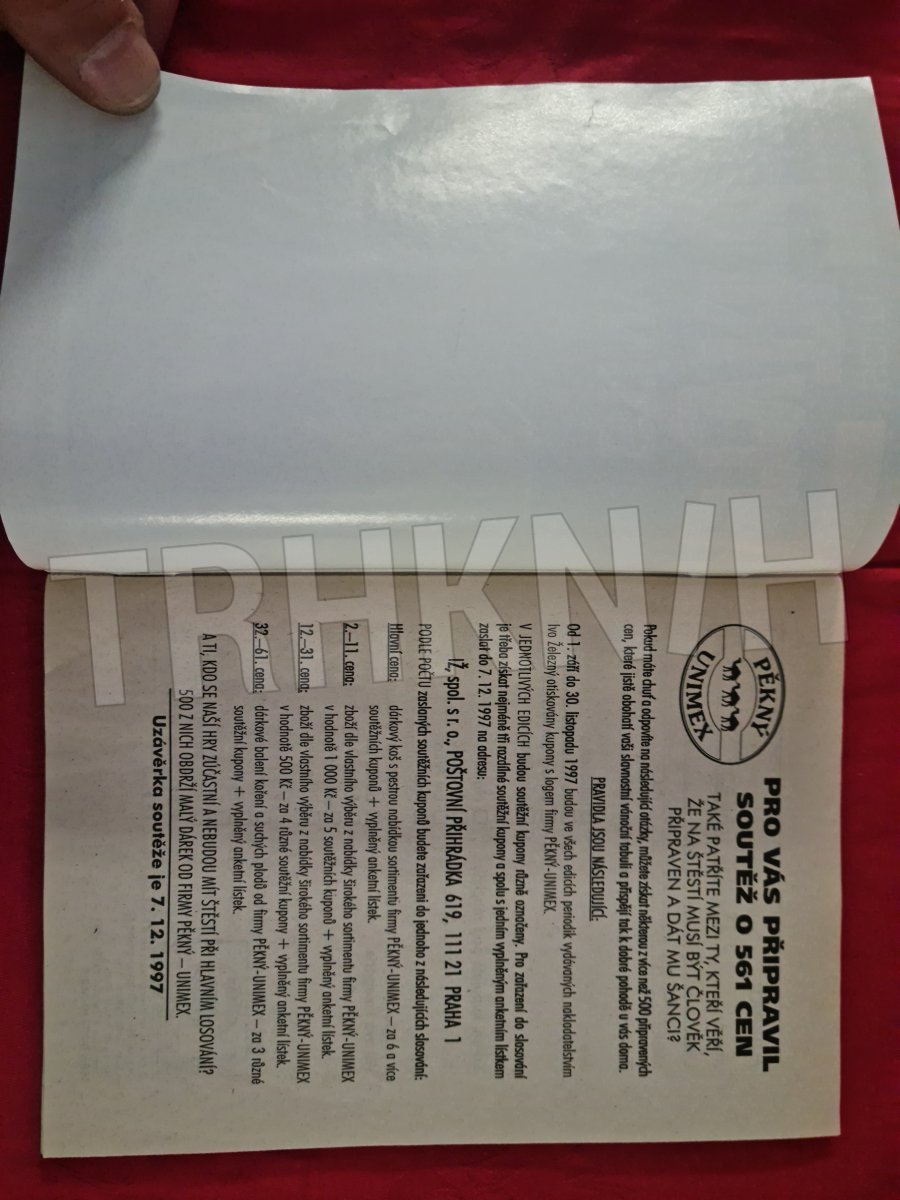 PĚKNÝ
UNIMEX
PRO VÁS PŘIPRAVIL
SOUTĚŽ O 561 CEN
TAKÉ PATŘÍTE MEZI TY, KTEŘÍ VĚŘÍ,
ŽE NA ŠTĚSTÍ MUSÍ BÝT ČLOVĚK
PŘIPRAVEN A DÁT MU ŠANCI?
Pokud máte chuť a odpovíte na následující otázky, můžete získat některou z více než 500 připravených
cen, které jistě obohatí vaši slavnostní vánoční tabuli a přispějí tak k dobré pohodě u vás doma.
PRAVIDLA JSOU NÁSLEDUJÍCÍ:
Od 1. září do 30. listopadu 1997 budou ve všech edicích periodik vydávaných nakladatelstvím
Ivo Železný otiskovány kupony s logem firmy PĚKNÝ-UNIMEX.
V JEDNOTLIVÝCH EDICÍCH budou soutěžní kupony různě označeny. Pro zařazení do slosování
je třeba získat nejméně tři rozdílné soutěžní kupony a spolu s jedním vyplněným anketním lístkem
zaslat do 7. 12. 1997 na adresu:
IŽ, spol. s r. o., POŠTOVNÍ PŘIHRÁDKA 619, 111 21 PRAHA 1
PODLE POČTU zaslaných soutěžních kuponů budete zařazeni do jednoho z následujících slosování:
Hlavní cena: dárkový koš s pestrou nabídkou sortimentu firmy PĚKNÝ-UNIMEX – za 6 a více
soutěžních kuponů + vyplněný anketní lístek.
2.–11. cena: zboží dle vlastního výběru z nabídky širokého sortimentu firmy PĚKNÝ-UNIMEX
v hodnotě 1 000 Kč – za 5 soutěžních kuponů + vyplněný anketní lístek.
12.–31. cena: zboží dle vlastního výběru z nabídky širokého sortimentu firmy PĚKNÝ-UNIMEX
v hodnotě 500 Kč – za 4 různé soutěžní kupony + vyplněný anketní lístek.
32.–61. cena: dárkové balení koření a suchých plodů od firmy PĚKNÝ-UNIMEX – za 3 různé
soutěžní kupony + vyplněný anketní lístek.
A TI, KDO SE NAŠÍ HRY ZÚČASTNÍ A NEBUDOU MÍT ŠTĚSTÍ PŘI HLAVNÍM LOSOVÁNÍ?
500 Z NICH OBDRŽÍ MALÝ DÁREK OD FIRMY PĚKNÝ – UNIMEX.
Uzávěrka soutěže je 7. 12. 1997
TRHKNI/H